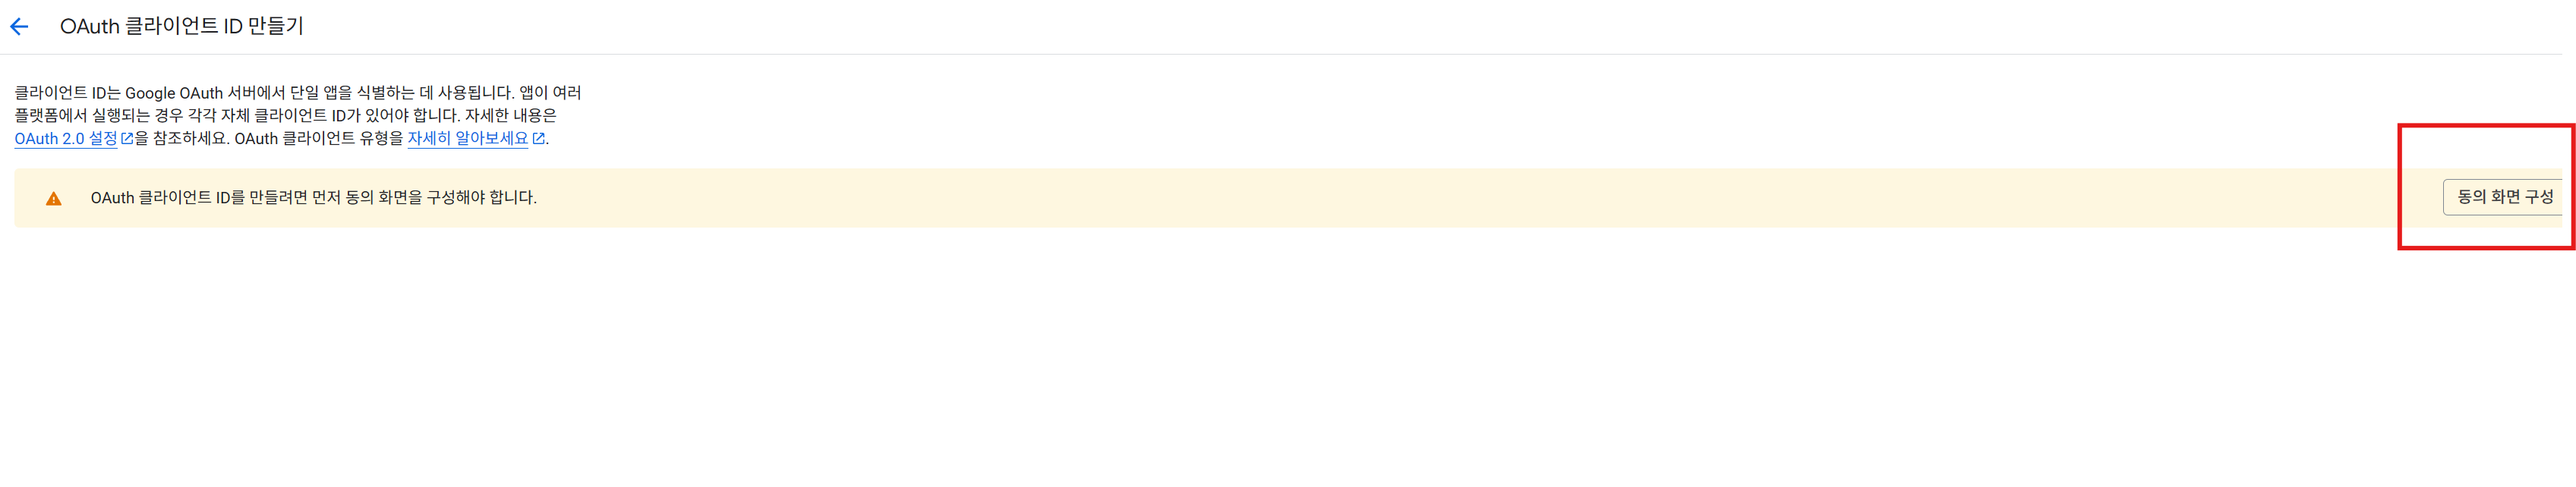 OAuth 클라이언트 ID 만들기
클라이언트 ID는 Google OAuth 서버에서 단일 앱을 식별하는 데 사용됩니다. 앱이 여러
플랫폼에서 실행되는 경우 각각 자체 클라이언트 ID가 있어야 합니다. 자세한 내용은
OAuth 2.0 설정을 참조하세요. OAuth 클라이언트 유형을 자세히 알아보세요.
OAuth 클라이언트 ID를 만들려면 먼저 동의 화면을 구성해야 합니다.
동의 화면 구성